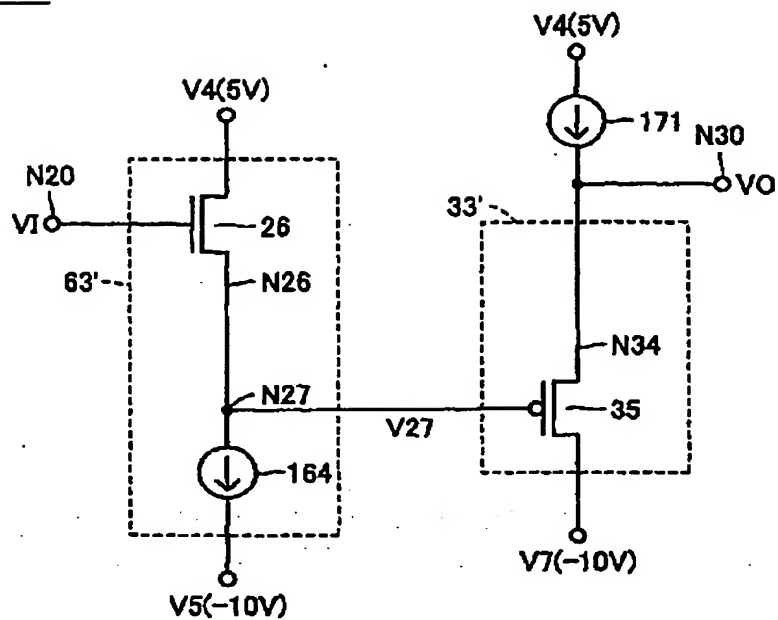 V4(5V)
V4(5V)
171
N30
N20
VO
VI
26
33'
63'
N26
N34
N27
35
V27
164
V7(-10V)
V5(-10V)